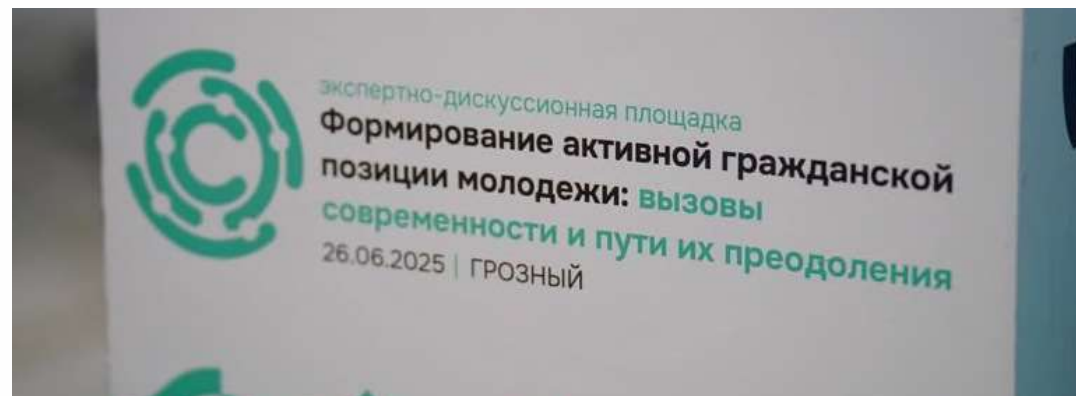 экспертно-дискуссионная площадка
Формирование активной гражданской
позиции молодежи: вызовы
современности и пути их преодоления
26.06.2025 | ГРОЗНЫЙ